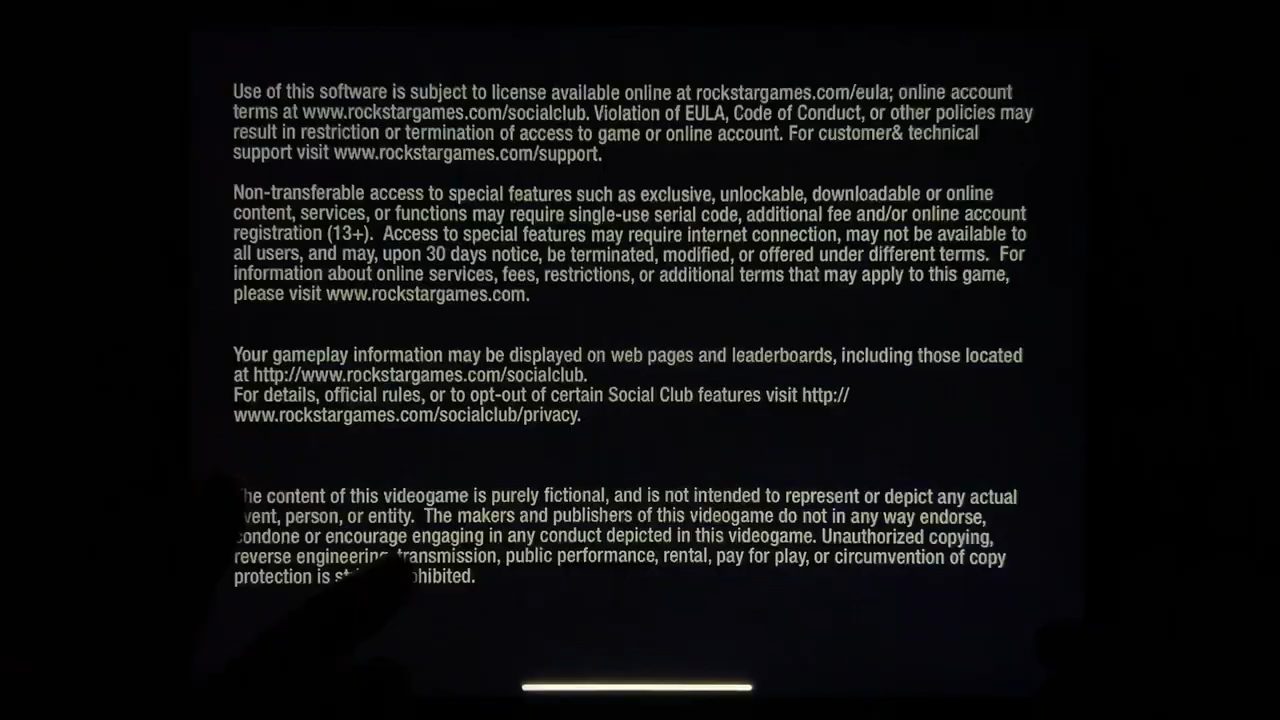 Use of this software is subject to license available online at rockstargames.com/eula; online account
terms at www.rockstargames.com/socialclub. Violation of EULA, Code of Conduct, or other policies may
result in restriction or termination of access to game or online account. For customer& technical
support visit www.rockstargames.com/support.
Non-transferable access to special features such as exclusive, unlockable, downloadable or online
content, services, or functions may require single-use serial code, additional fee and/or online account
registration (13+).  Access to special features may require internet connection, may not be available to
all users, and may, upon 30 days notice, be terminated, modified, or offered under different terms.  For
information about online services, fees, restrictions, or additional terms that may apply to this game,
please visit www.rockstargames.com.
Your gameplay information may be displayed on web pages and leaderboards, including those located
at http://www.rockstargames.com/socialclub.
For details, official rules, or to opt-out of certain Social Club features visit http://
www.rockstargames.com/socialclub/privacy.
he content of this videogame is purely fictional, and is not intended to represent or depict any actual
vent, person, or entity.  The makers and publishers of this videogame do not in any way endorse,
condone or encourage engaging in any conduct depicted in this videogame. Unauthorized copying,
reverse engineering, transmission, public performance, rental, pay for play, or circumvention of copy
protection is